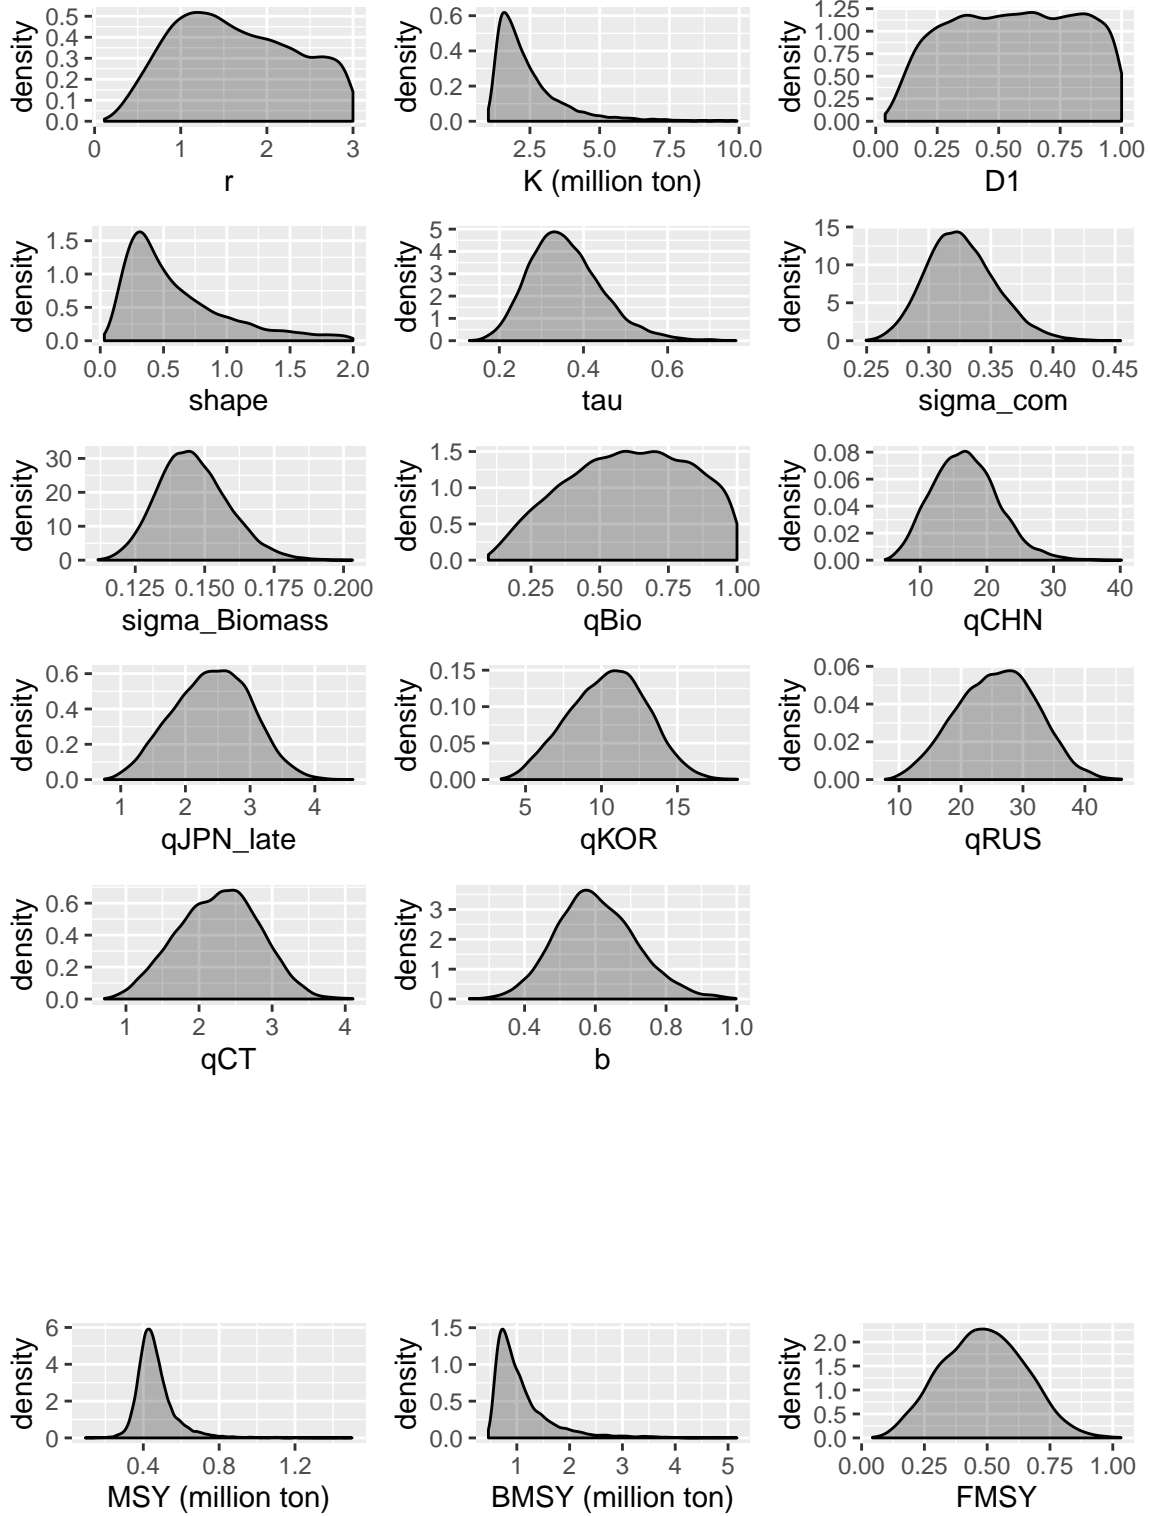 density
0.5
0.4
0.3
0.2
0.1
0.0
0 1 2 3
r
density
0.6
0.4
0.2
0.0
2.5 5.0 7.5 10.0
K (million ton)
density
1.25
1.00
0.75
0.50
0.25
0.00
0.00 0.25 0.50 0.75 1.00
D1
density
1.5
1.0
0.5
0.0
0.0 0.5 1.0 1.5 2.0
shape
density
5
4
3
2
1
0
0.2 0.4 0.6
tau
density
15
10
5
0
0.25 0.30 0.35 0.40 0.45
sigma_com
density
30
20
10
0
0.125 0.150 0.175 0.200
sigma_Biomass
density
1.5
1.0
0.5
0.0
0.25 0.50 0.75 1.00
qBio
density
0.08
0.06
0.04
0.02
0.00
10 20 30 40
qCHN
density
0.6
0.4
0.2
0.0
1 2 3 4
qJPN_late
density
0.15
0.10
0.05
0.00
5 10 15
qKOR
density
0.06
0.04
0.02
0.00
10 20 30 40
qRUS
density
0.6
0.4
0.2
0.0
1 2 3 4
qCT
density
3
2
1
0
0.4 0.6 0.8 1.0
b
density
6
4
2
0
0.4 0.8 1.2
MSY (million ton)
density
1.5
1.0
0.5
0.0
1 2 3 4 5
BMSY (million ton)
density
2.0
1.5
1.0
0.5
0.0
0.00 0.25 0.50 0.75 1.00
FMSY